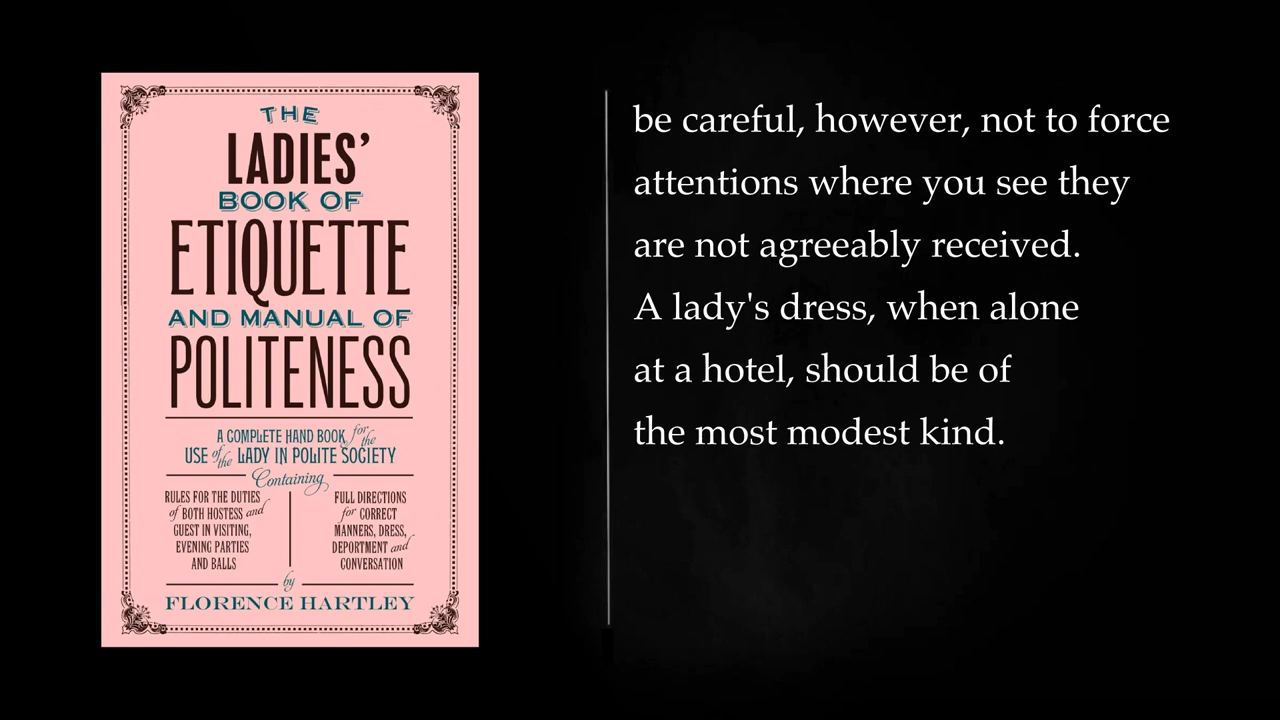 THE
LADIES'
BOOK OF
ETIQUETTE
AND MANUAL OF
POLITENESS
A COMPLETE HAND BOOK for the
USE of the LADY IN POLITE SOCIETY
Containing
RULES FOR THE DUTIES
of BOTH HOSTESS and
GUEST IN VISITING,
EVENING PARTIES
AND BALLS
FULL DIRECTIONS
for CORRECT
MANNERS, DRESS,
DEPORTMENT and
CONVERSATION
by
FLORENCE HARTLEY
be careful, however, not to force
attentions where you see they
are not agreeably received.
A lady's dress, when alone
at a hotel, should be of
the most modest kind.